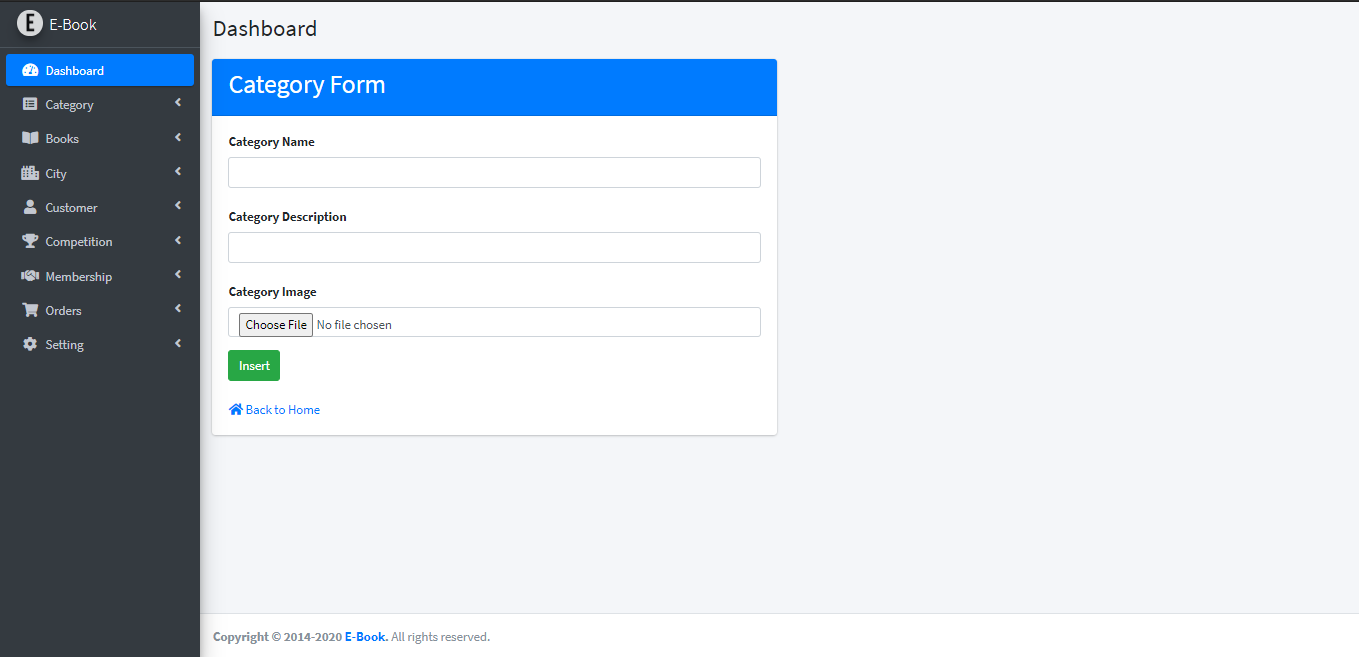 E E-Book
Dashboard
Category
Books
City
Customer
Competition
Membership
Orders
Setting
Dashboard
Category Form
Category Name
Category Description
Category Image
Choose File No file chosen
Insert
Back to Home
Copyright © 2014-2020 E-Book. All rights reserved.